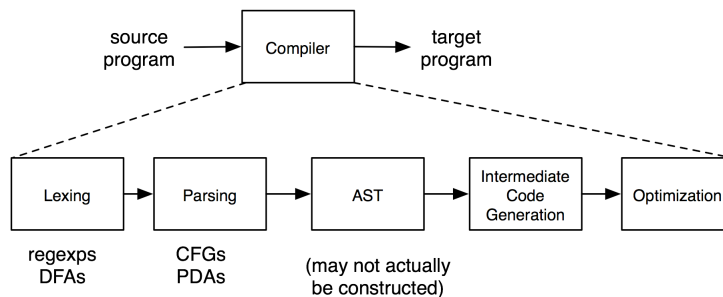 source
program
Compiler
target
program
Lexing
Parsing
AST
Intermediate
Code
Generation
Optimization
regexps
DFAs
CFGs
PDAs
(may not actually
be constructed)